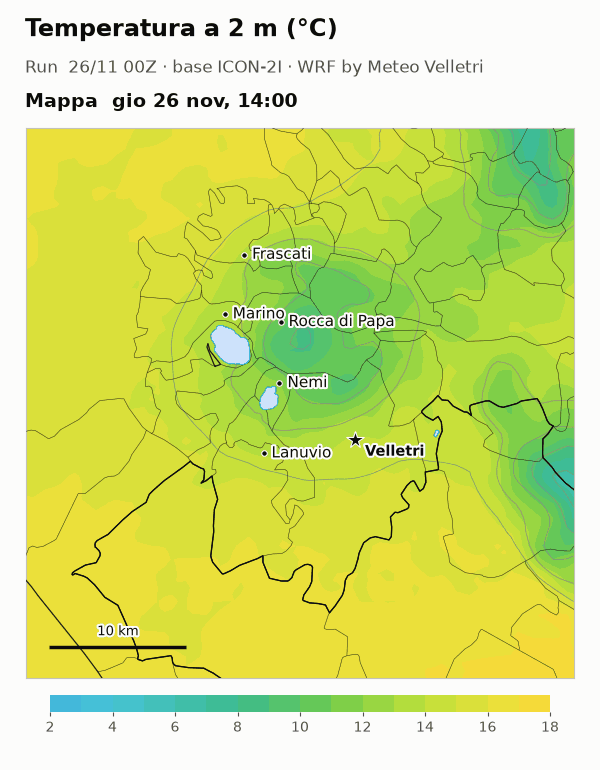 Temperatura a 2 m (°C)
Run  26/11 00Z · base ICON-2I · WRF by Meteo Velletri
Mappa  gio 26 nov, 14:00
Frascati
Marino
Rocca di Papa
Nemi
Velletri
Lanuvio
10 km
2 4 6 8 10 12 14 16 18